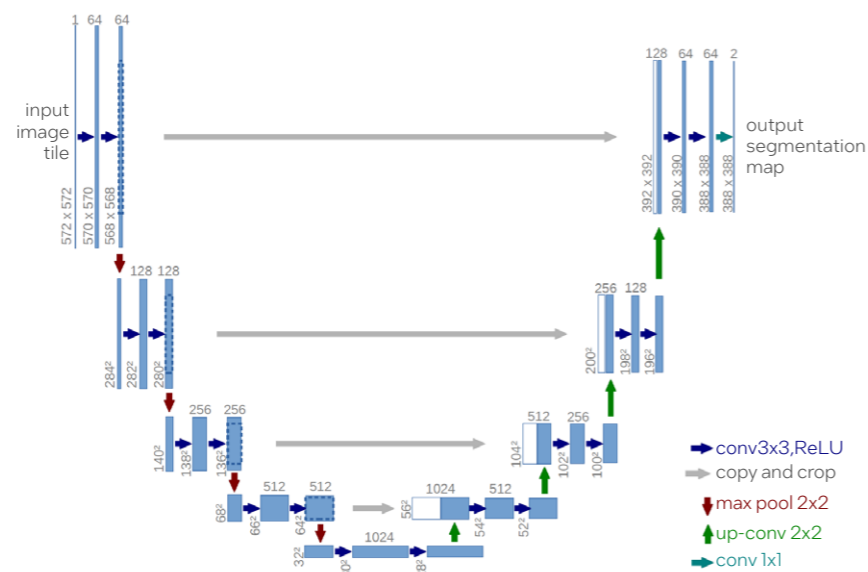 1 64 64
128 64 64 2
input
image
tile
output
segmentation
map
572 x 572
570 x 570
568 x 568
392 x 392
390 x 390
388 x 388
388 x 388
128 128
256 128
284²
282²
280²
200²
198²
196²
256 256
512 256
140²
138²
136²
104²
102²
100²
512 512
1024 512
68²
66²
64²
56²
54²
52²
1024
32²
0²
8²
conv3x3,ReLU
copy and crop
max pool 2x2
up-conv 2x2
conv 1x1